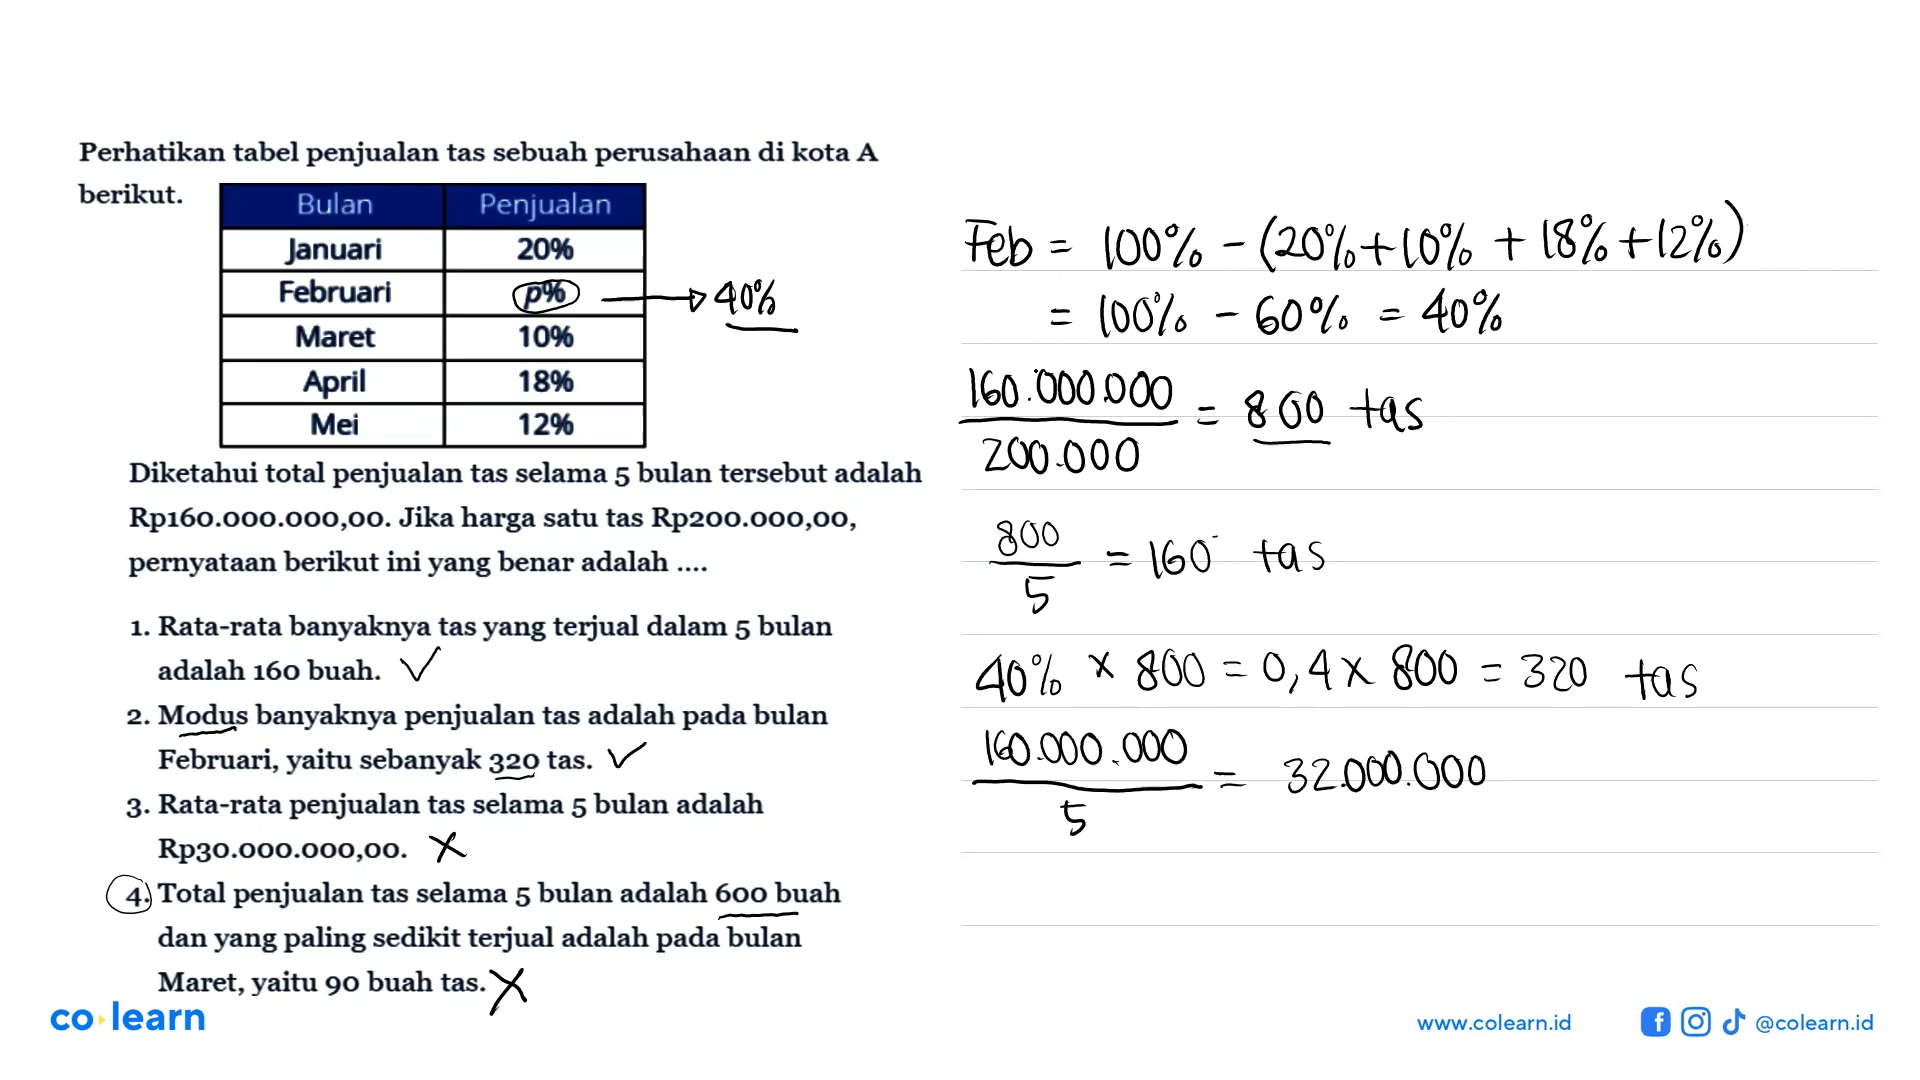 Perhatikan tabel penjualan tas sebuah perusahaan di kota A
berikut.
Bulan Penjualan
Januari 20%
Februari p% → 40%
Maret 10%
April 18%
Mei 12%
Diketahui total penjualan tas selama 5 bulan tersebut adalah
Rp160.000.000,00. Jika harga satu tas Rp200.000,00,
pernyataan berikut ini yang benar adalah ....
1. Rata-rata banyaknya tas yang terjual dalam 5 bulan
adalah 160 buah. ✓
2. Modus banyaknya penjualan tas adalah pada bulan
Februari, yaitu sebanyak 320 tas. ✓
3. Rata-rata penjualan tas selama 5 bulan adalah
Rp30.000.000,00. ✗
4. Total penjualan tas selama 5 bulan adalah 600 buah
dan yang paling sedikit terjual adalah pada bulan
Maret, yaitu 90 buah tas. ✗
Feb = 100% - (20% + 10% + 18% + 12%)
= 100% - 60% = 40%
160.000.000
200.000
= 800 tas
800
5
= 160 tas
40% × 800 = 0,4 × 800 = 320 tas
160.000.000
5
= 32.000.000
co learn
www.colearn.id
@colearn.id